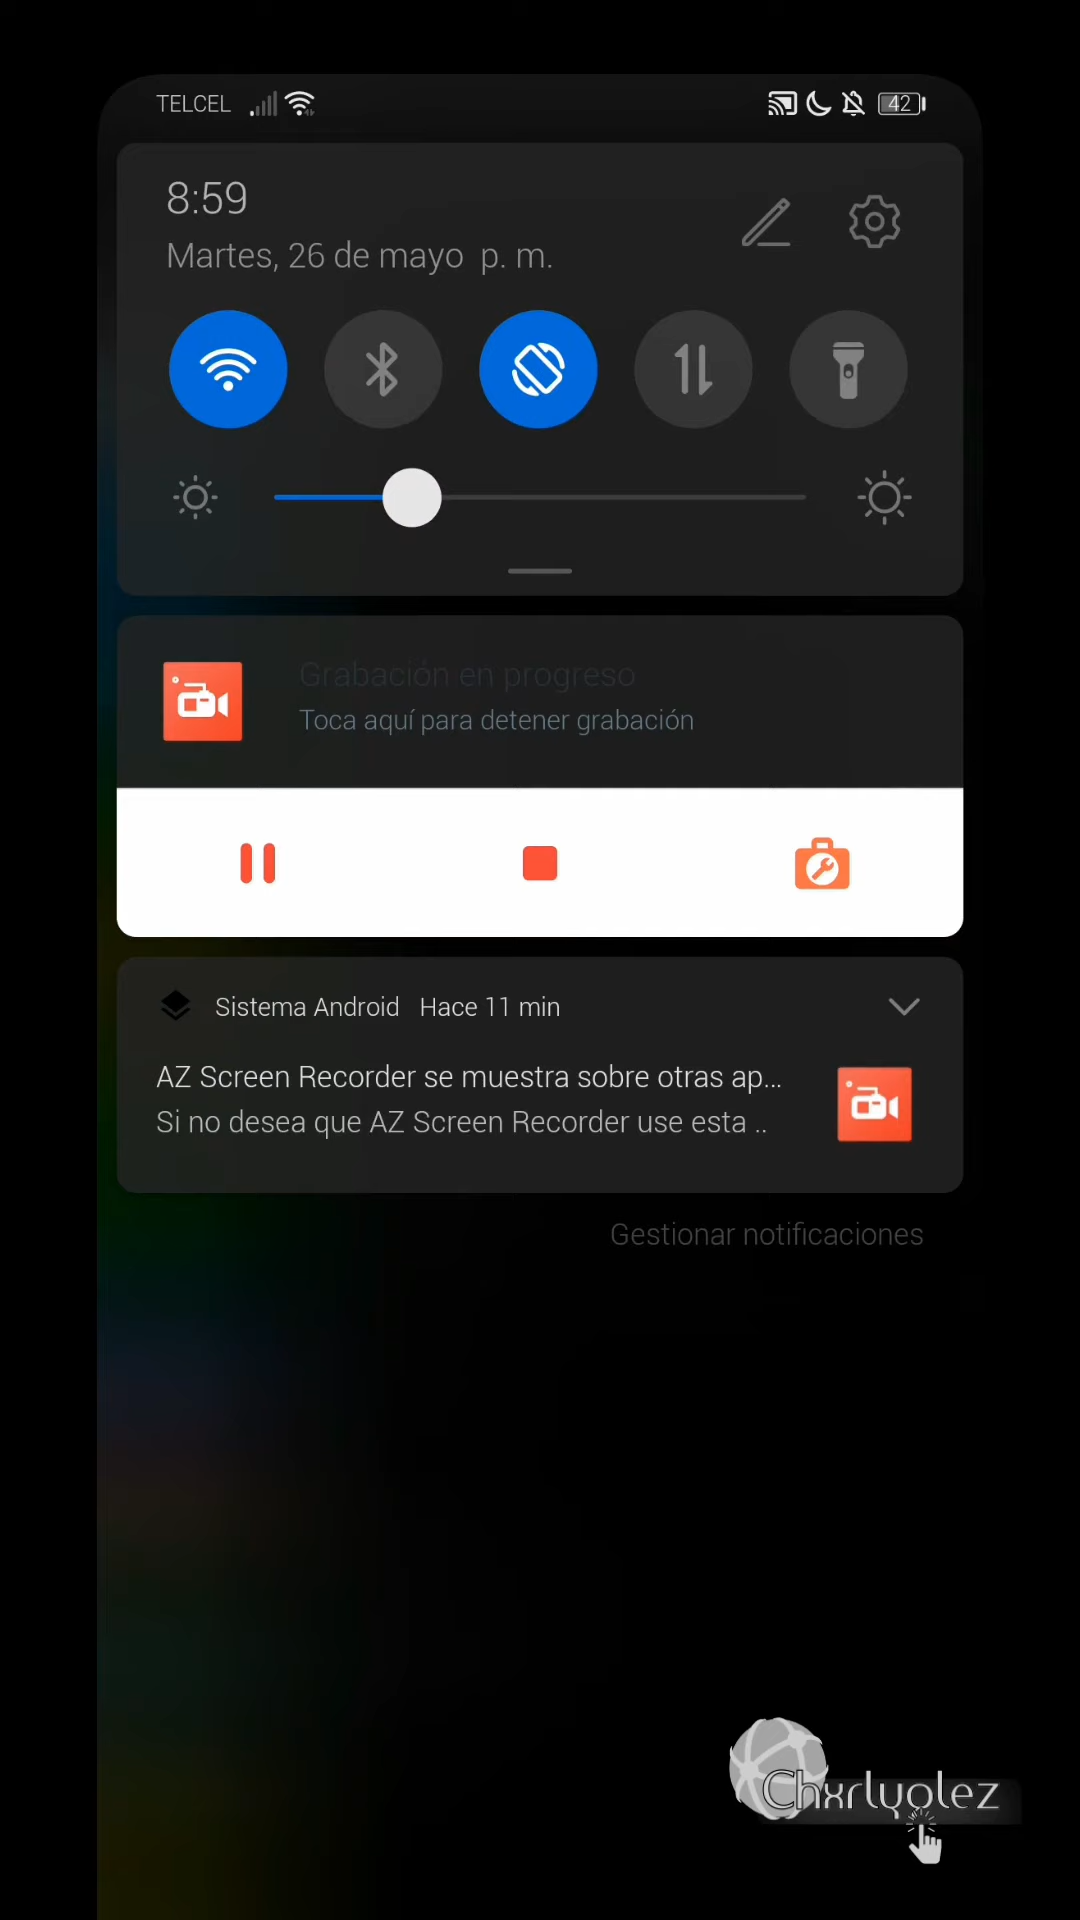 TELCEL 42
8:59
Martes, 26 de mayo p. m.
Grabación en progreso
Toca aquí para detener grabación
Sistema Android Hace 11 min
AZ Screen Recorder se muestra sobre otras ap...
Si no desea que AZ Screen Recorder use esta ..
Gestionar notificaciones
Chxrlyolez